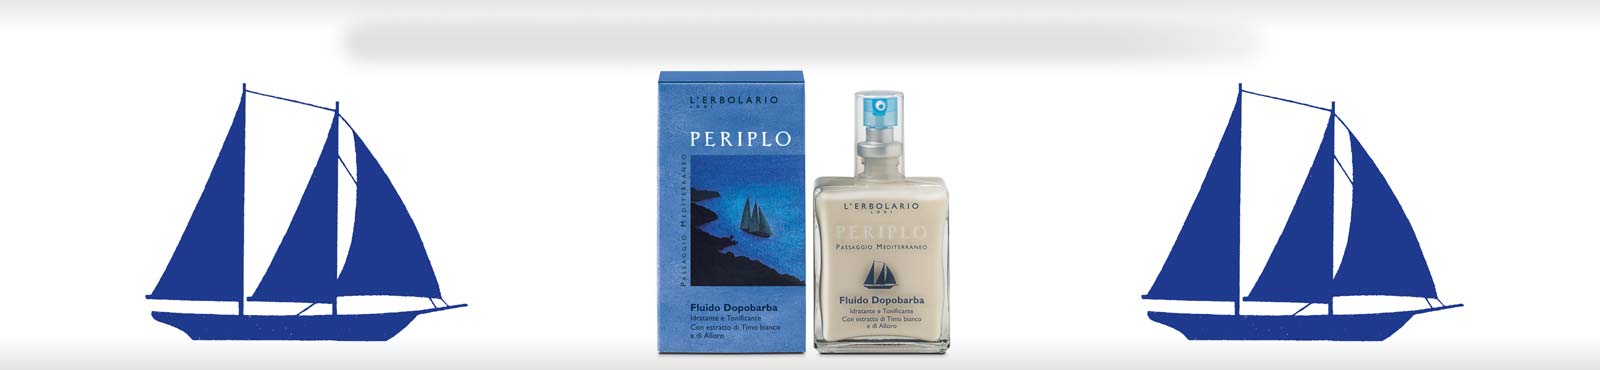 L'ERBOLARIO
LODI
PERIPLO
PASSAGGIO MEDITERRANEO
Fluido Dopobarba
Idratante e Tonificante
Con estratto di Timo bianco
e di Alloro
L'ERBOLARIO
LODI
PERIPLO
PASSAGGIO MEDITERRANEO
Fluido Dopobarba
Idratante e Tonificante
Con estratto di Timo bianco
e di Alloro